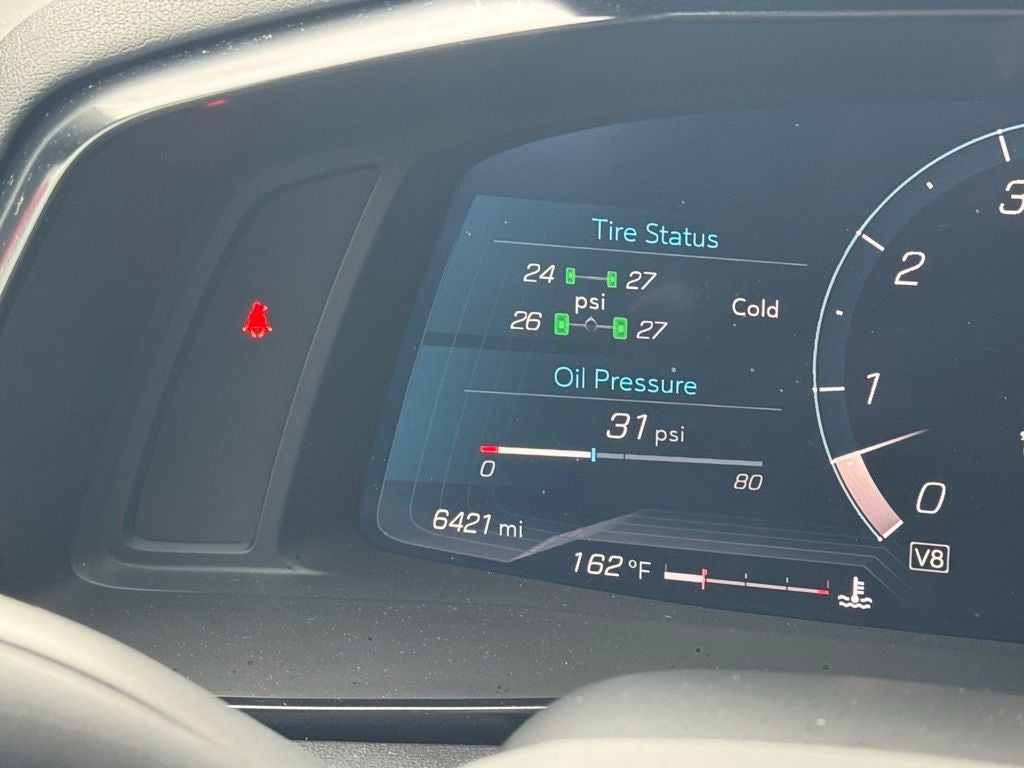 Tire Status
24 27
psi
Cold
26 27
Oil Pressure
31 psi
0 80
6421 mi
162 °F
3
2
1
0
V8